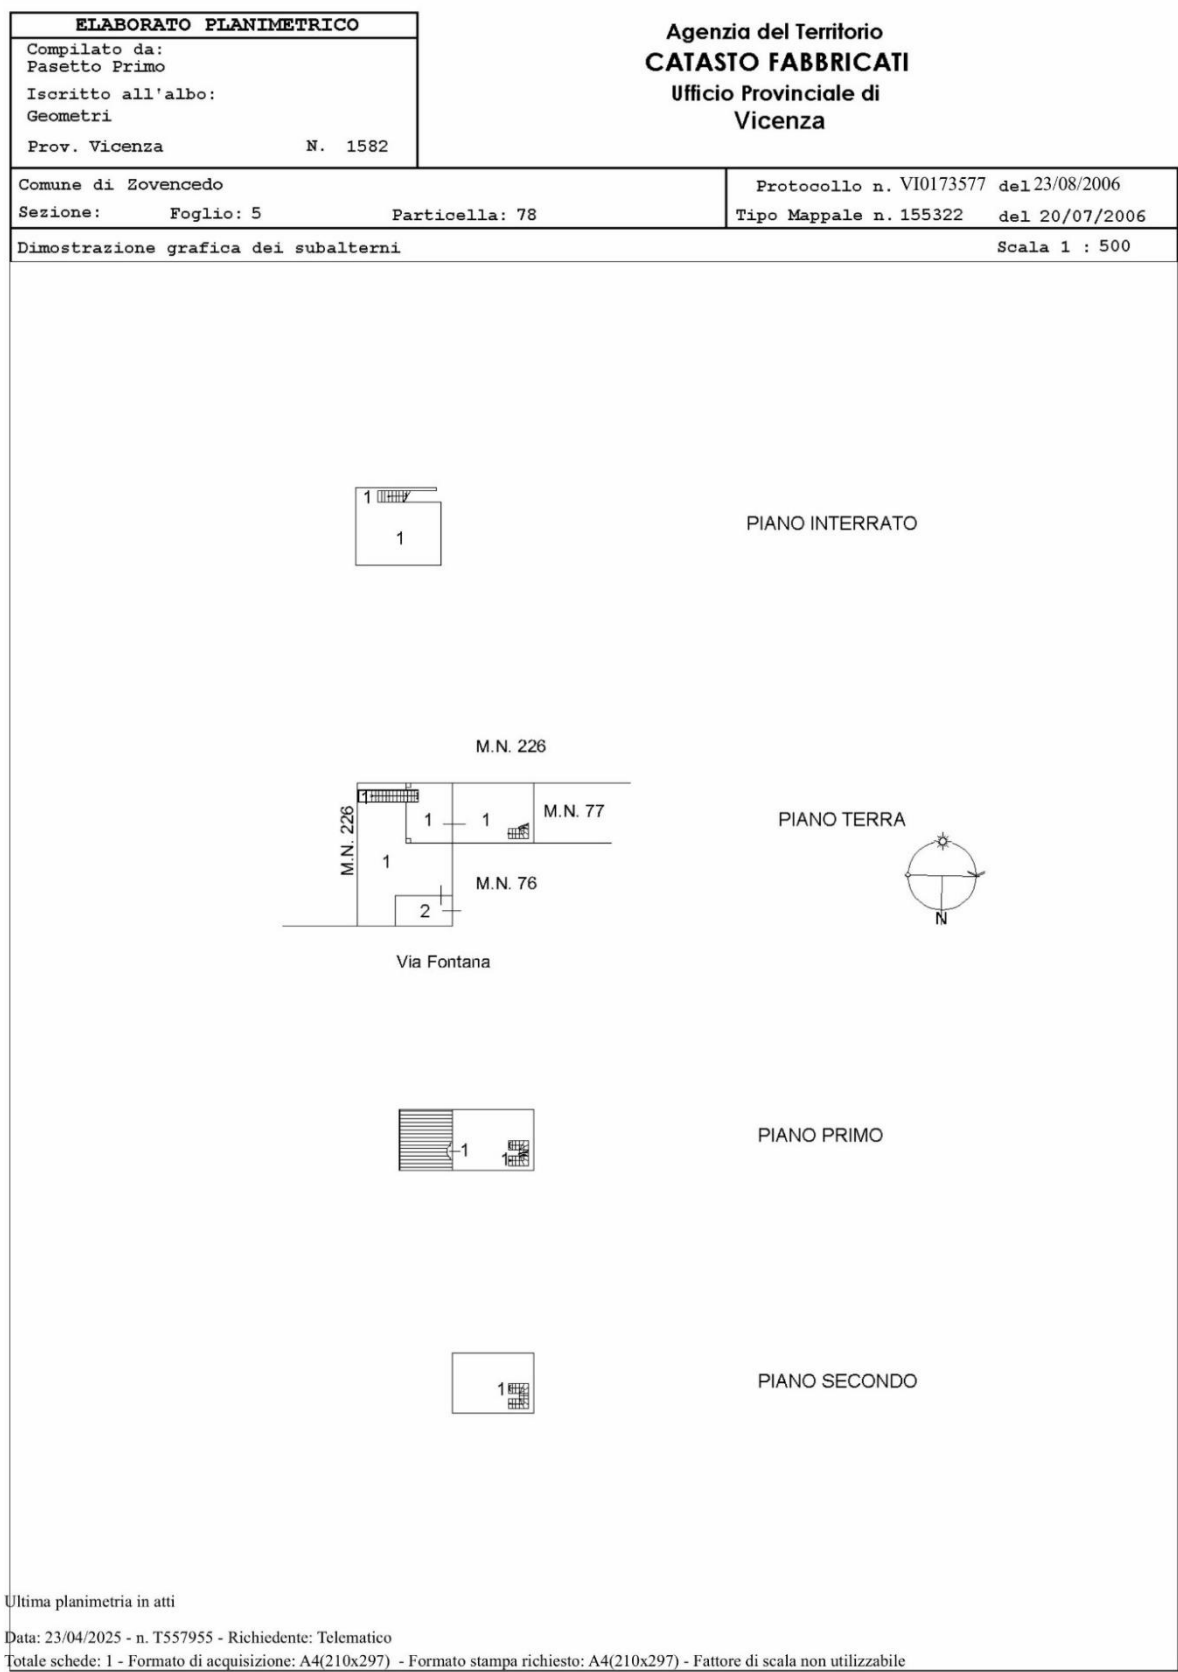 ELABORATO PLANIMETRICO
Compilato da:
Pasetto Primo
Iscritto all'albo:
Geometri
Prov. Vicenza N. 1582
Agenzia del Territorio
CATASTO FABBRICATI
Ufficio Provinciale di
Vicenza
Comune di Zovencedo
Sezione: Foglio: 5 Particella: 78
Protocollo n. VI0173577 del 23/08/2006
Tipo Mappale n. 155322 del 20/07/2006
Dimostrazione grafica dei subalterni Scala 1 : 500
1
1
PIANO INTERRATO
M.N. 226
1
M.N. 226
1 1
M.N. 77
1
M.N. 76
2
Via Fontana
PIANO TERRA
N
1
1
PIANO PRIMO
1
PIANO SECONDO
Ultima planimetria in atti
Data: 23/04/2025 - n. T557955 - Richiedente: Telematico
Totale schede: 1 - Formato di acquisizione: A4(210x297) - Formato stampa richiesto: A4(210x297) - Fattore di scala non utilizzabile